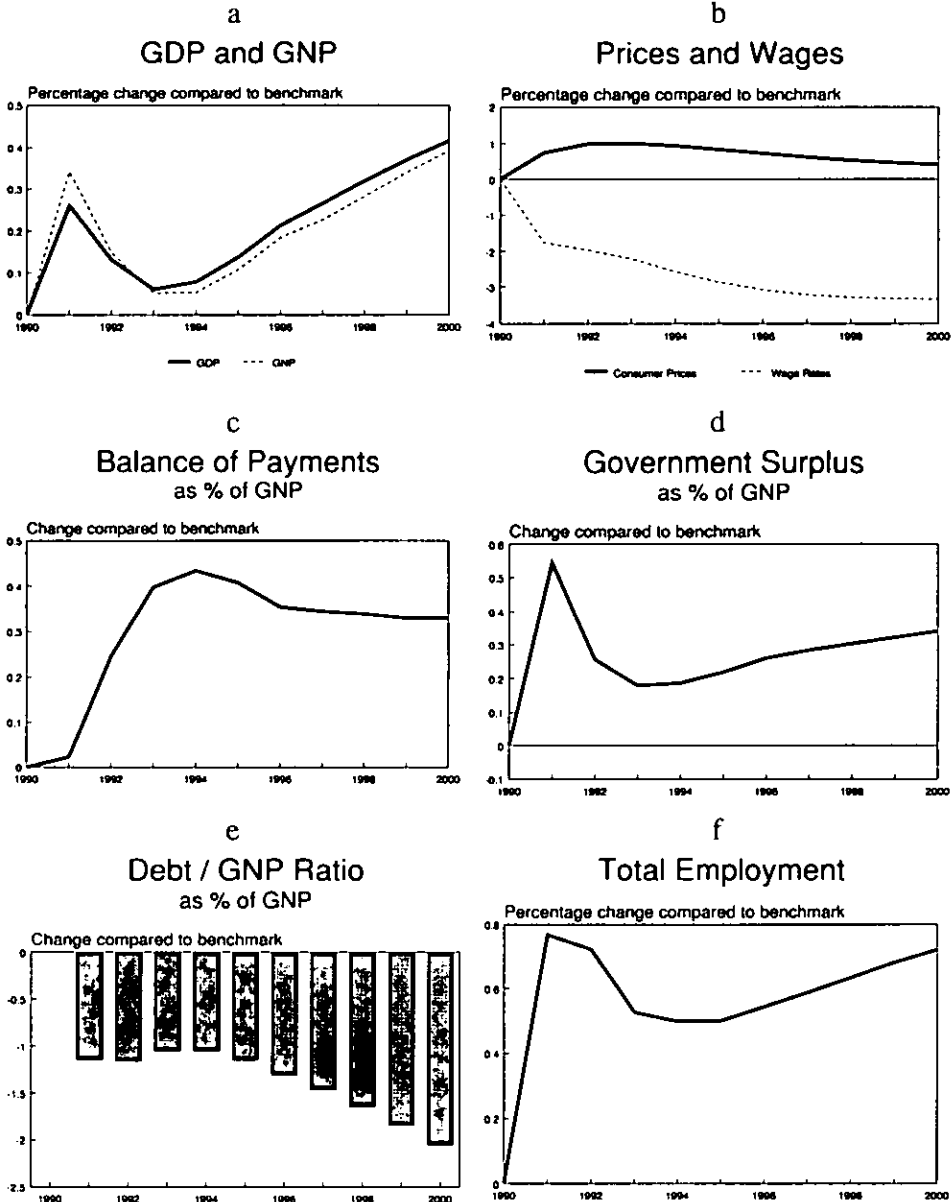 a
GDP and GNP
Percentage change compared to benchmark
0.5
0.4
0.3
0.2
0.1
0
1990 1992 1994 1996 1998 2000
GDP GNP
b
Prices and Wages
Percentage change compared to benchmark
2
1
0
-1
-2
-3
-4
1990 1992 1994 1996 1998 2000
Consumer Prices Wage Rates
c
Balance of Payments
as % of GNP
Change compared to benchmark
0.5
0.4
0.3
0.2
0.1
0
1990 1992 1994 1996 1998 2000
d
Government Surplus
as % of GNP
Change compared to benchmark
0.6
0.5
0.4
0.3
0.2
0.1
0
-0.1
1990 1992 1994 1996 1998 2000
e
Debt / GNP Ratio
as % of GNP
Change compared to benchmark
0
-0.5
-1
-1.5
-2
-2.5
1990 1992 1994 1996 1998 2000
f
Total Employment
Percentage change compared to benchmark
0.8
0.6
0.4
0.2
0
1990 1992 1994 1996 1998 2000